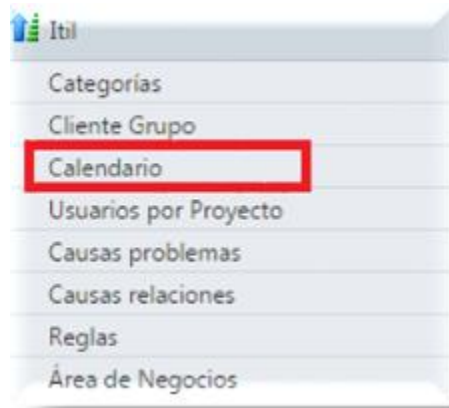 Itil
Categorías
Cliente Grupo
Calendario
Usuarios por Proyecto
Causas problemas
Causas relaciones
Reglas
Área de Negocios